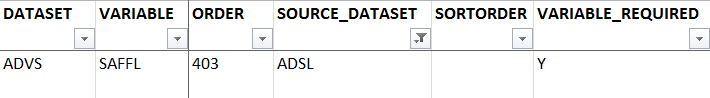 DATASET VARIABLE ORDER SOURCE_DATASET SORTORDER VARIABLE_REQUIRED
ADVS SAFFL 403 ADSL Y